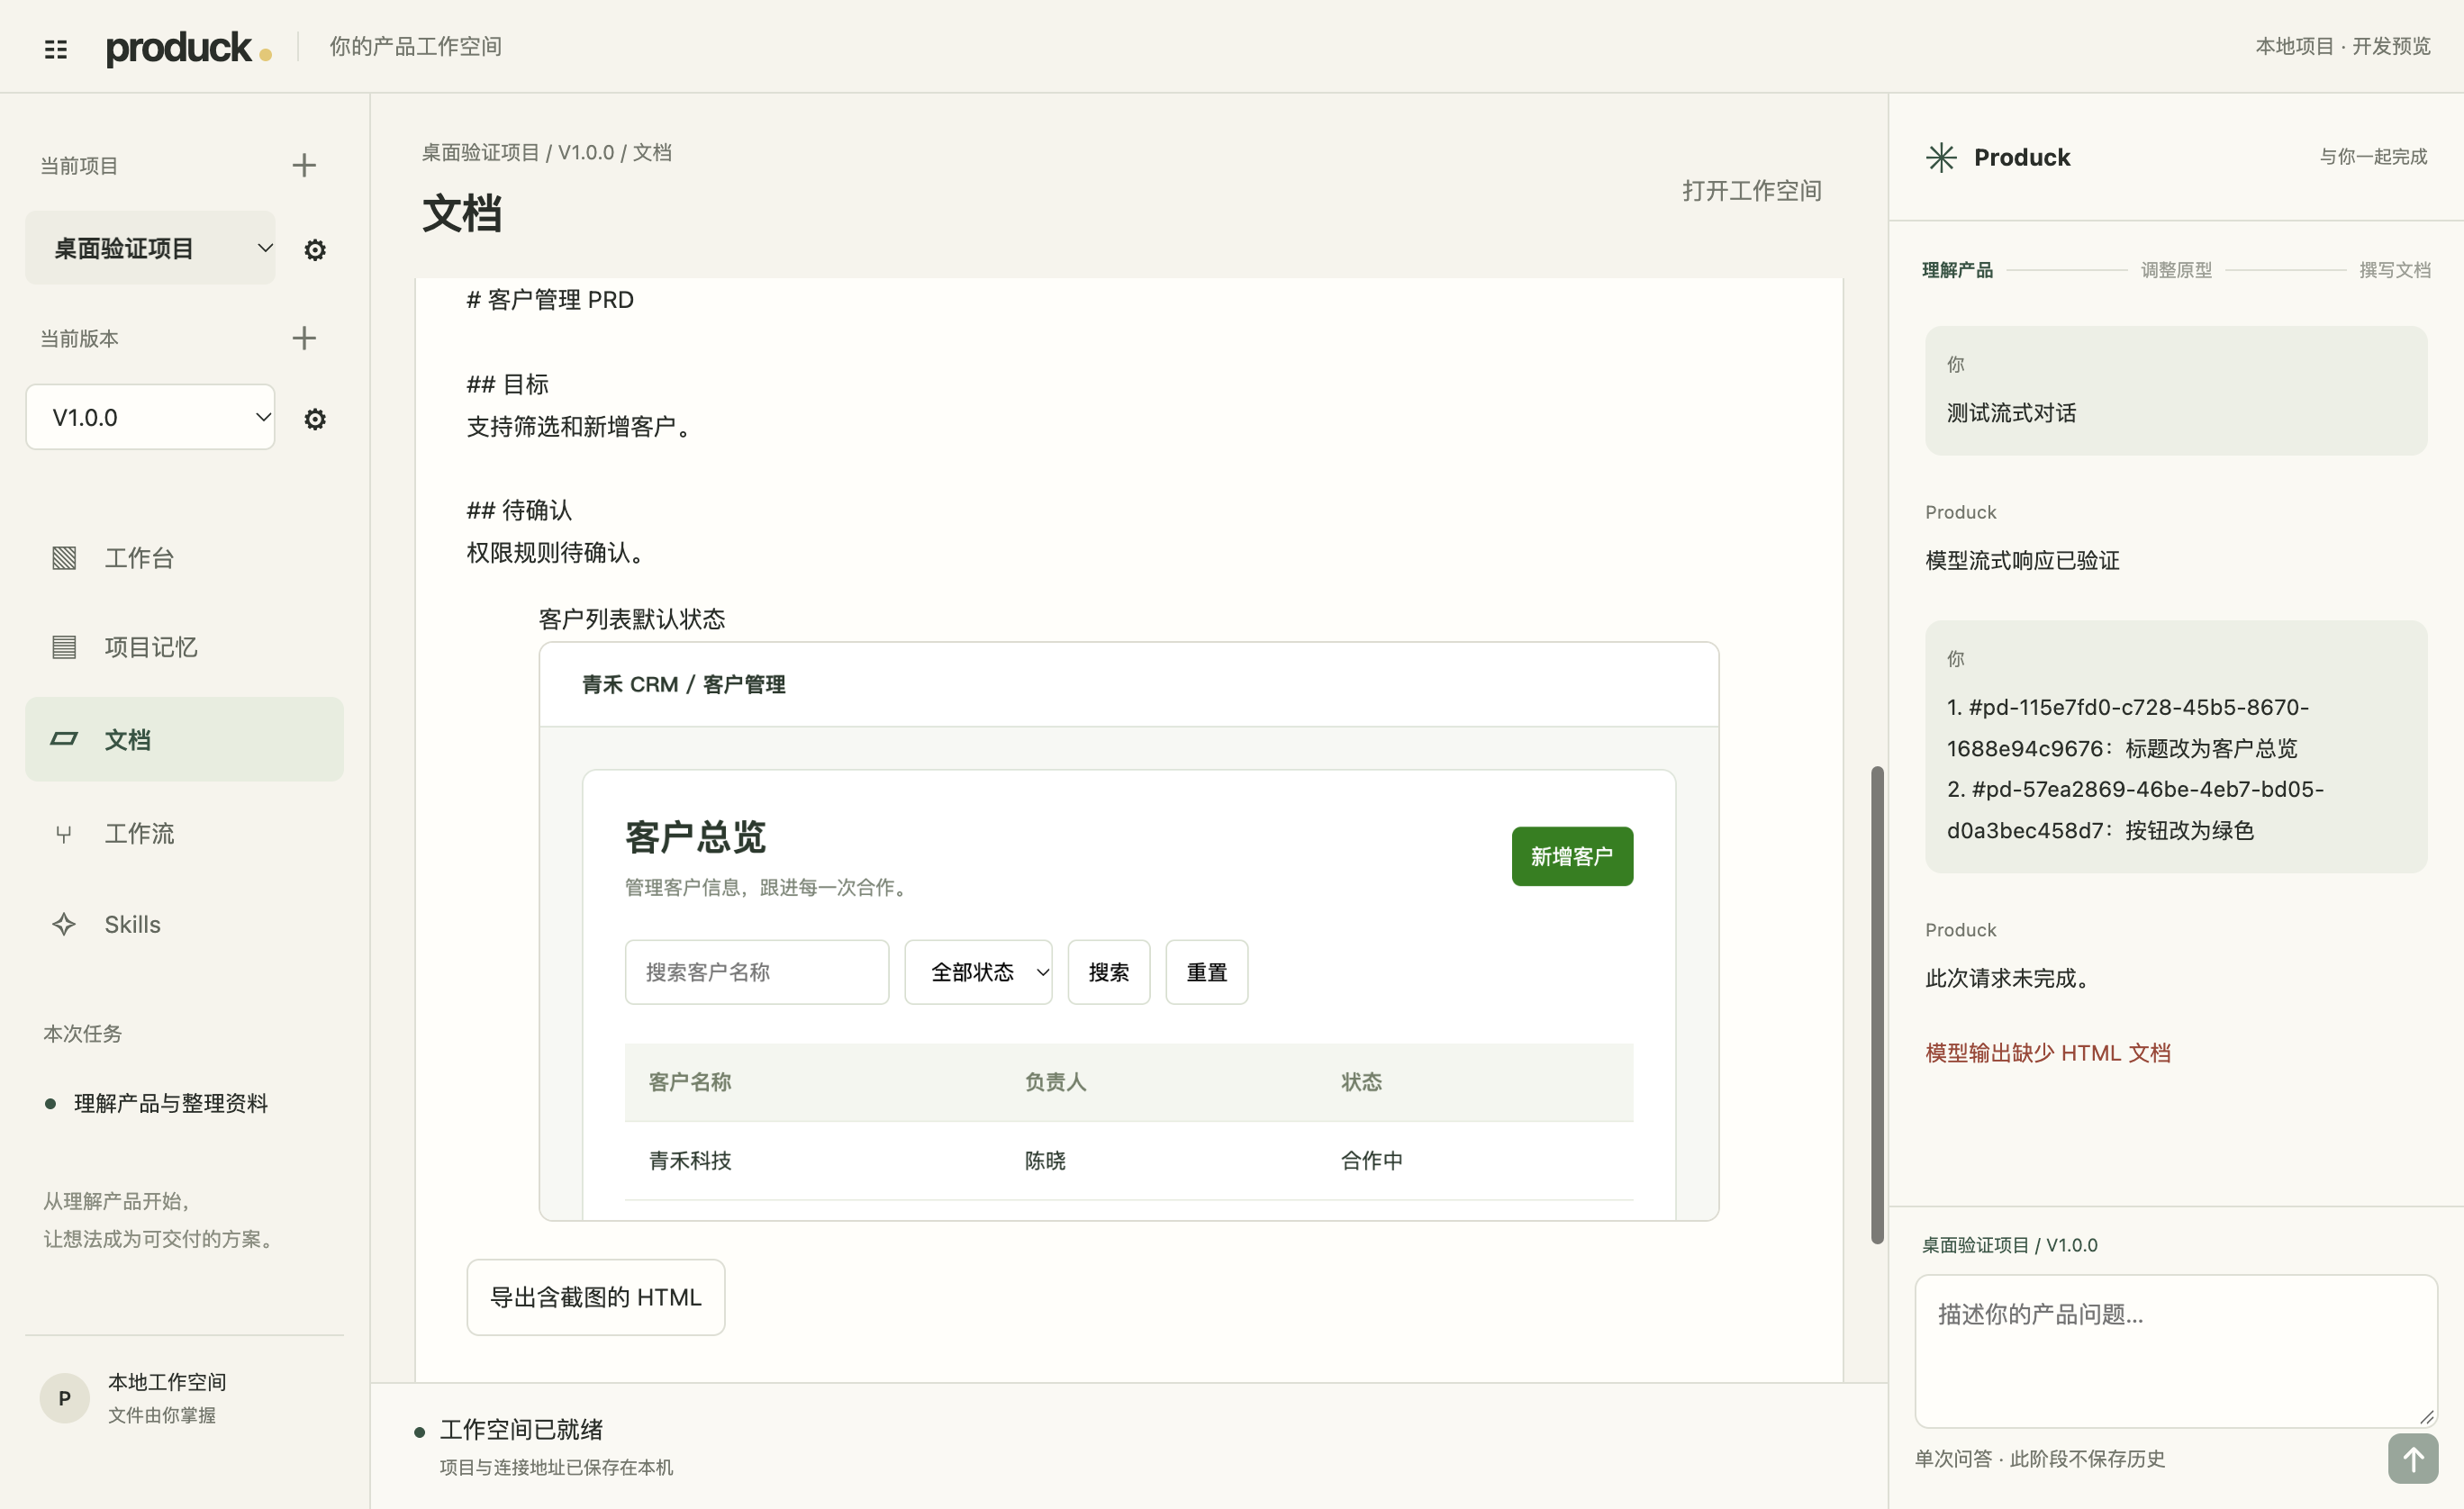 produck
你的产品工作空间
本地项目 · 开发预览
当前项目
桌面验证项目
当前版本
V1.0.0
工作台
项目记忆
文档
工作流
Skills
本次任务
理解产品与整理资料
从理解产品开始，
让想法成为可交付的方案。
P
本地工作空间
文件由你掌握
桌面验证项目 / V1.0.0 / 文档
文档
打开工作空间
# 客户管理 PRD
## 目标
支持筛选和新增客户。
## 待确认
权限规则待确认。
客户列表默认状态
青禾 CRM / 客户管理
客户总览
管理客户信息，跟进每一次合作。
新增客户
搜索客户名称
全部状态
搜索
重置
客户名称 负责人 状态
青禾科技 陈晓 合作中
导出含截图的 HTML
工作空间已就绪
项目与连接地址已保存在本机
Produck
与你一起完成
理解产品
调整原型
撰写文档
你
测试流式对话
Produck
模型流式响应已验证
你
1. #pd-115e7fd0-c728-45b5-8670-
1688e94c9676：标题改为客户总览
2. #pd-57ea2869-46be-4eb7-bd05-
d0a3bec458d7：按钮改为绿色
Produck
此次请求未完成。
模型输出缺少 HTML 文档
桌面验证项目 / V1.0.0
描述你的产品问题...
单次问答 · 此阶段不保存历史